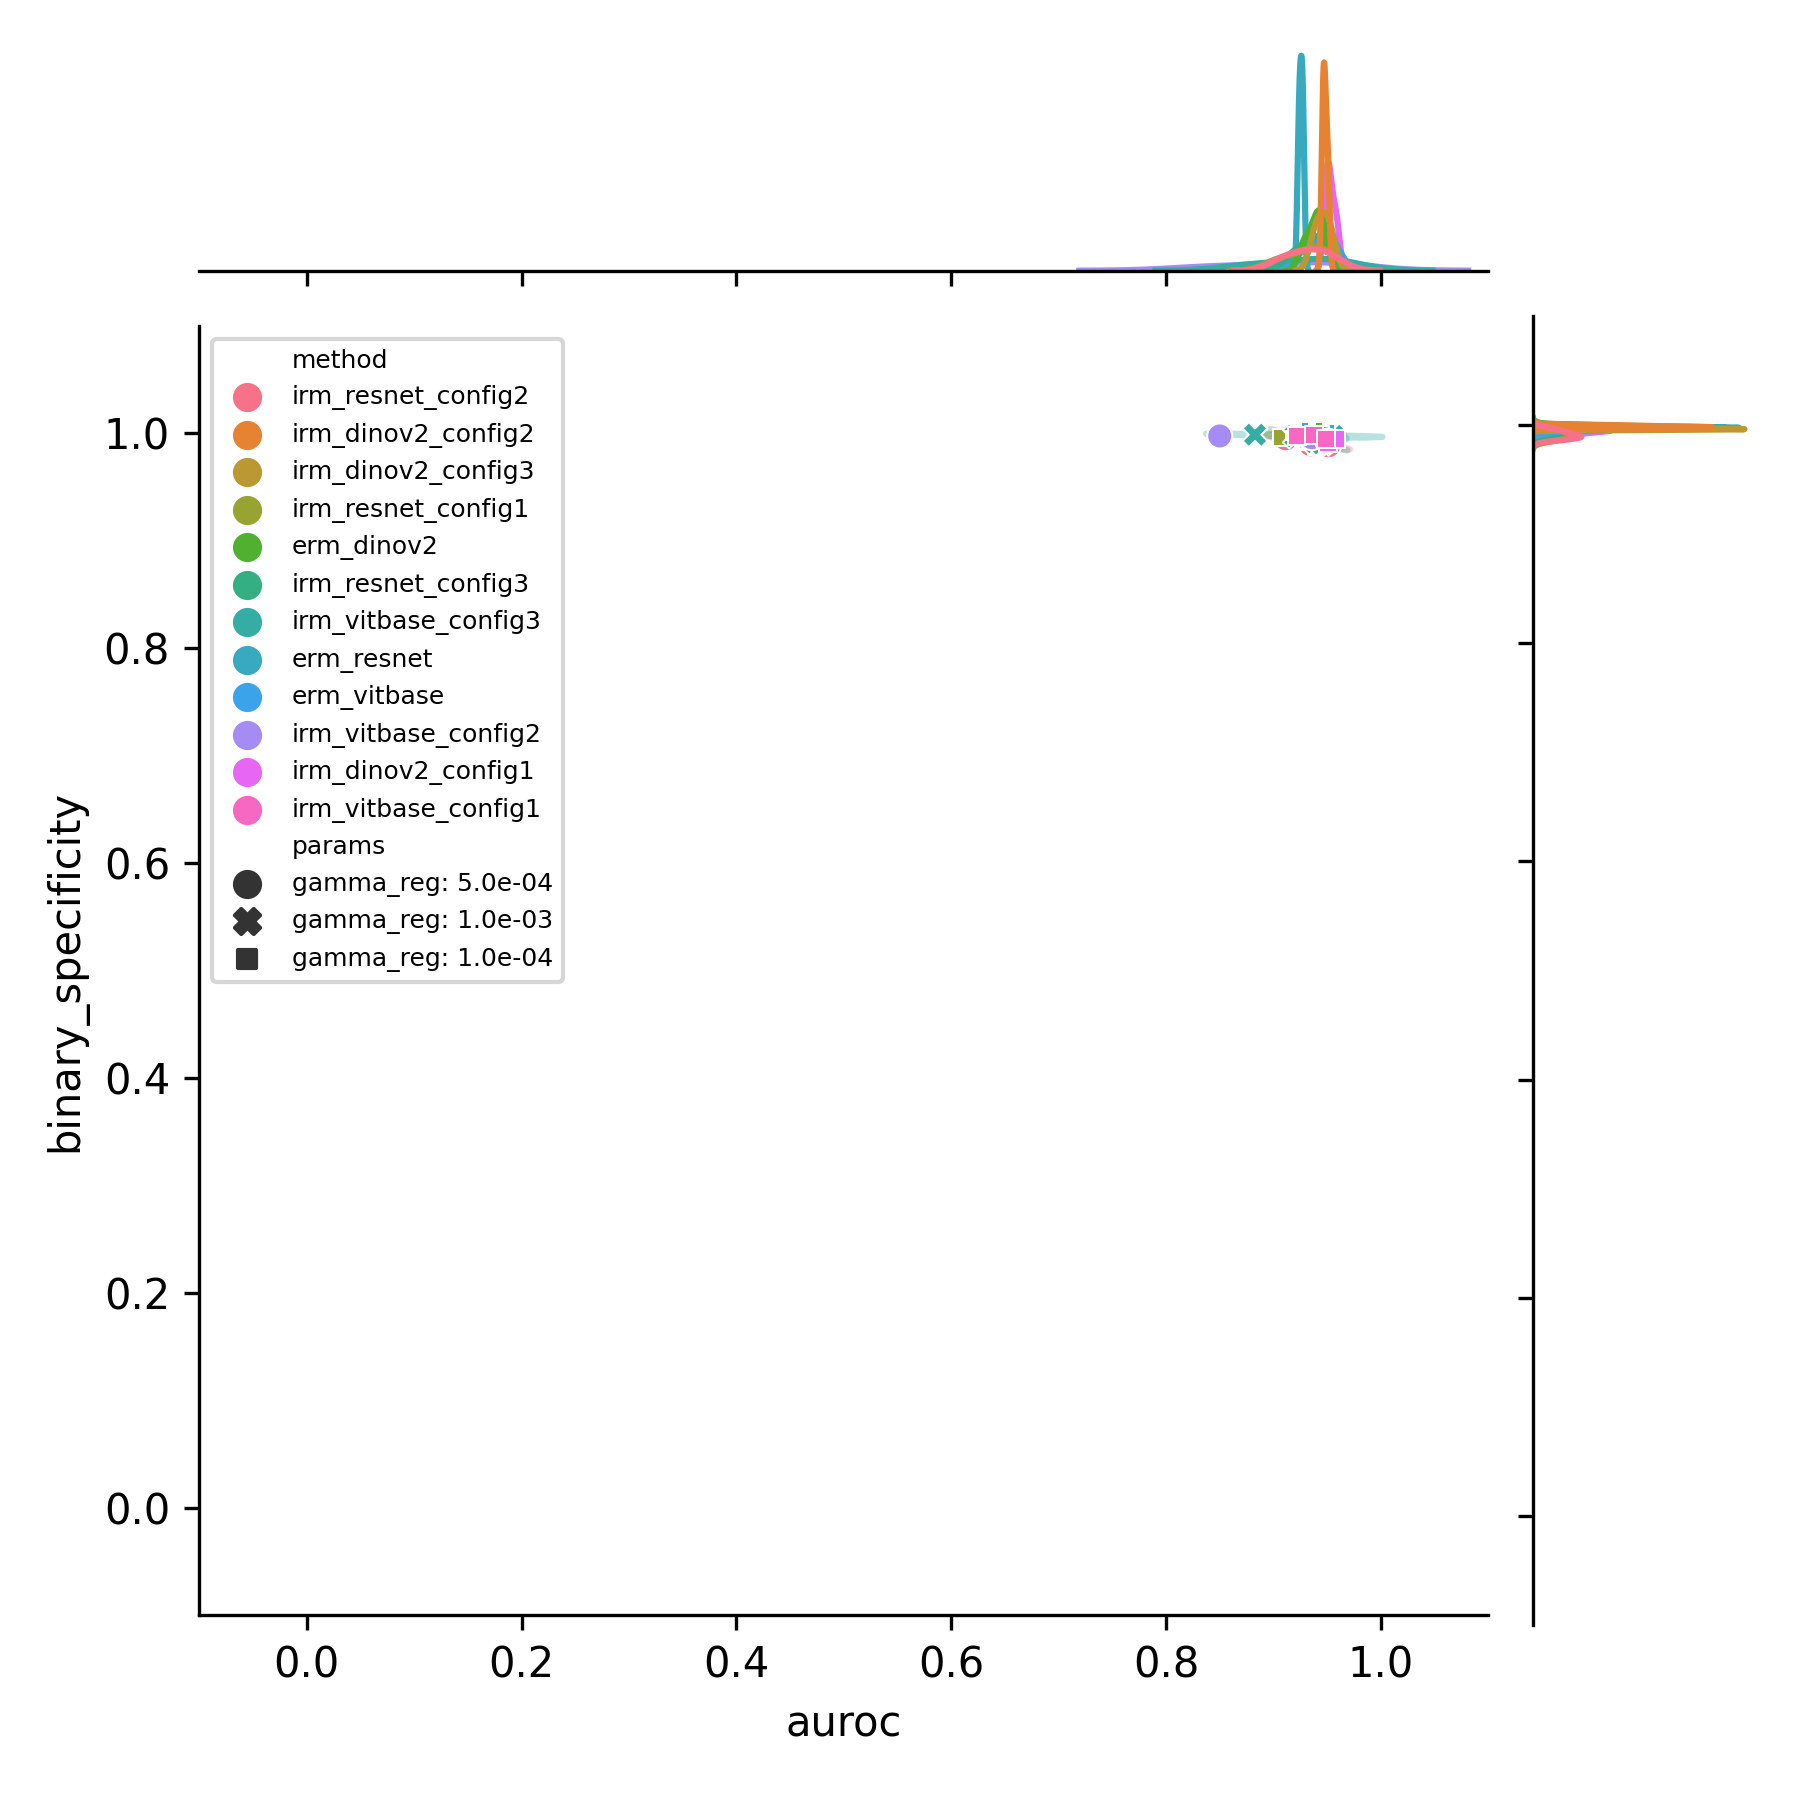 method
irm_resnet_config2
irm_dinov2_config2
irm_dinov2_config3
irm_resnet_config1
erm_dinov2
irm_resnet_config3
irm_vitbase_config3
erm_resnet
erm_vitbase
irm_vitbase_config2
irm_dinov2_config1
irm_vitbase_config1
params
gamma_reg: 5.0e-04
gamma_reg: 1.0e-03
gamma_reg: 1.0e-04
binary_specificity
1.0
0.8
0.6
0.4
0.2
0.0
0.0 0.2 0.4 0.6 0.8 1.0
auroc